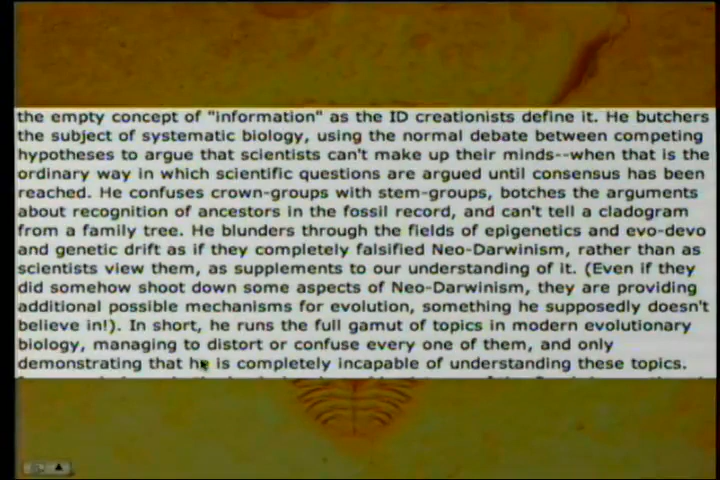 the empty concept of "information" as the ID creationists define it. He butchers
the subject of systematic biology, using the normal debate between competing
hypotheses to argue that scientists can't make up their minds--when that is the
ordinary way in which scientific questions are argued until consensus has been
reached. He confuses crown-groups with stem-groups, botches the arguments
about recognition of ancestors in the fossil record, and can't tell a cladogram
from a family tree. He blunders through the fields of epigenetics and evo-devo
and genetic drift as if they completely falsified Neo-Darwinism, rather than as
scientists view them, as supplements to our understanding of it. (Even if they
did somehow shoot down some aspects of Neo-Darwinism, they are providing
additional possible mechanisms for evolution, something he supposedly doesn't
believe in!). In short, he runs the full gamut of topics in modern evolutionary
biology, managing to distort or confuse every one of them, and only
demonstrating that he is completely incapable of understanding these topics.